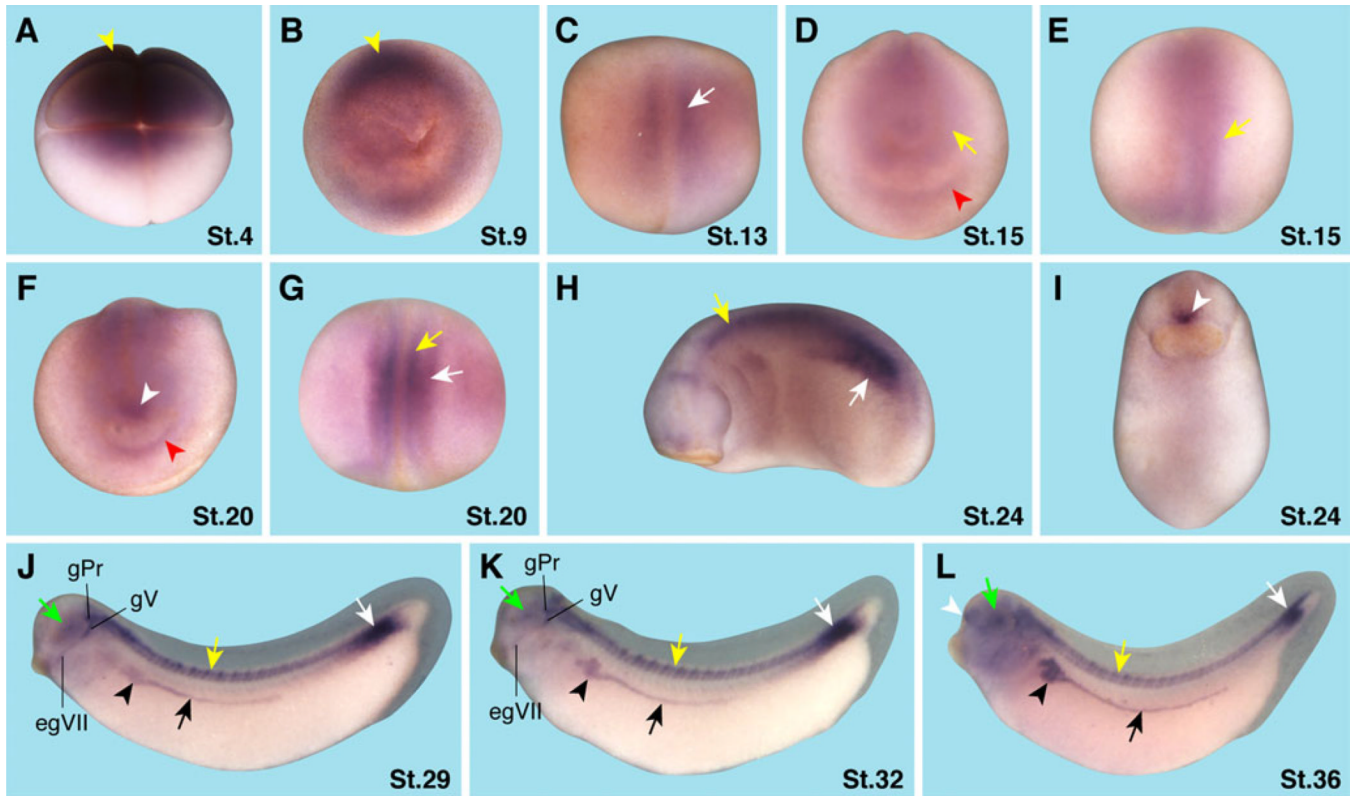 A
B
C
D
E
St.4
St.9
St.13
St.15
St.15
F
G
H
I
St.20
St.20
St.24
St.24
J
gPr
gV
egVII
St.29
K
gPr
gV
egVII
St.32
L
St.36